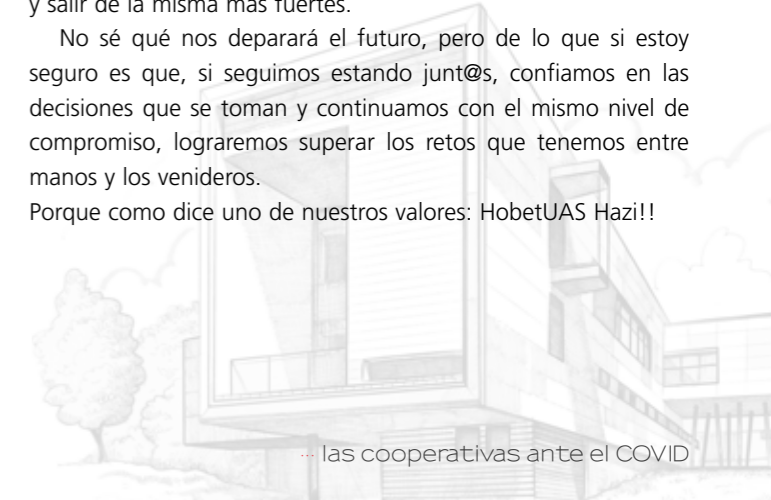 y salir de la misma más fuertes.
No sé qué nos deparará el futuro, pero de lo que si estoy
seguro es que, si seguimos estando junt@s, confiamos en las
decisiones que se toman y continuamos con el mismo nivel de
compromiso, lograremos superar los retos que tenemos entre
manos y los venideros.
Porque como dice uno de nuestros valores: HobetUAS Hazi!!
... las cooperativas ante el COVID